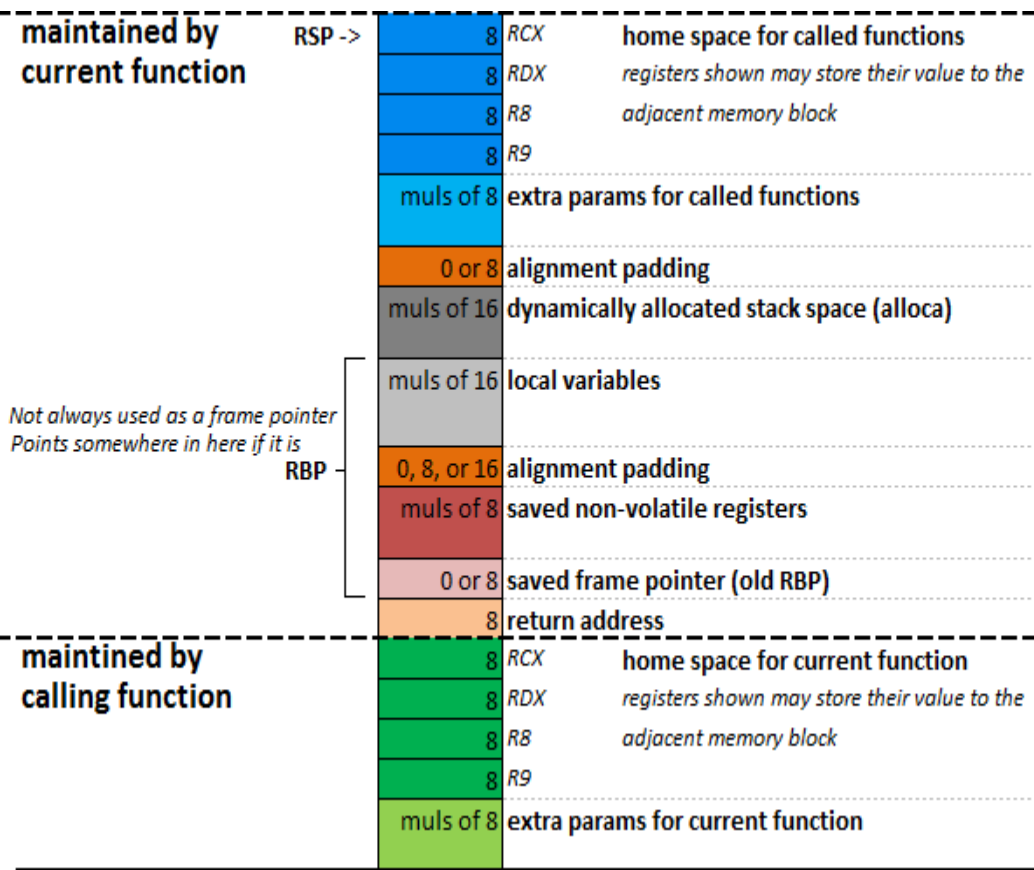 maintained by
current function
RSP ->
8 RCX home space for called functions
8 RDX registers shown may store their value to the
8 R8 adjacent memory block
8 R9
muls of 8 extra params for called functions
0 or 8 alignment padding
muls of 16 dynamically allocated stack space (alloca)
muls of 16 local variables
Not always used as a frame pointer
Points somewhere in here if it is
RBP
0, 8, or 16 alignment padding
muls of 8 saved non-volatile registers
0 or 8 saved frame pointer (old RBP)
8 return address
maintined by
calling function
8 RCX home space for current function
8 RDX registers shown may store their value to the
8 R8 adjacent memory block
8 R9
muls of 8 extra params for current function